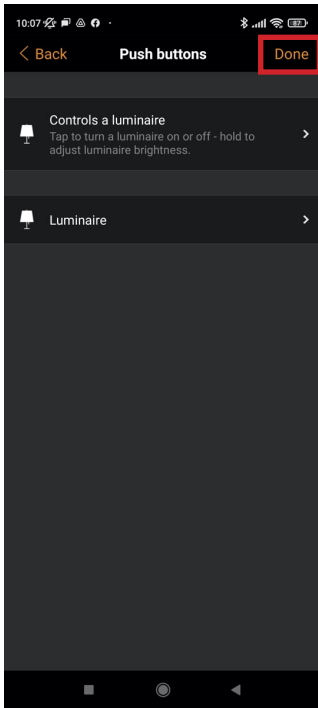 10:07
87
Back
Push buttons
Done
Controls a luminaire
Tap to turn a luminaire on or off - hold to
adjust luminaire brightness.
Luminaire